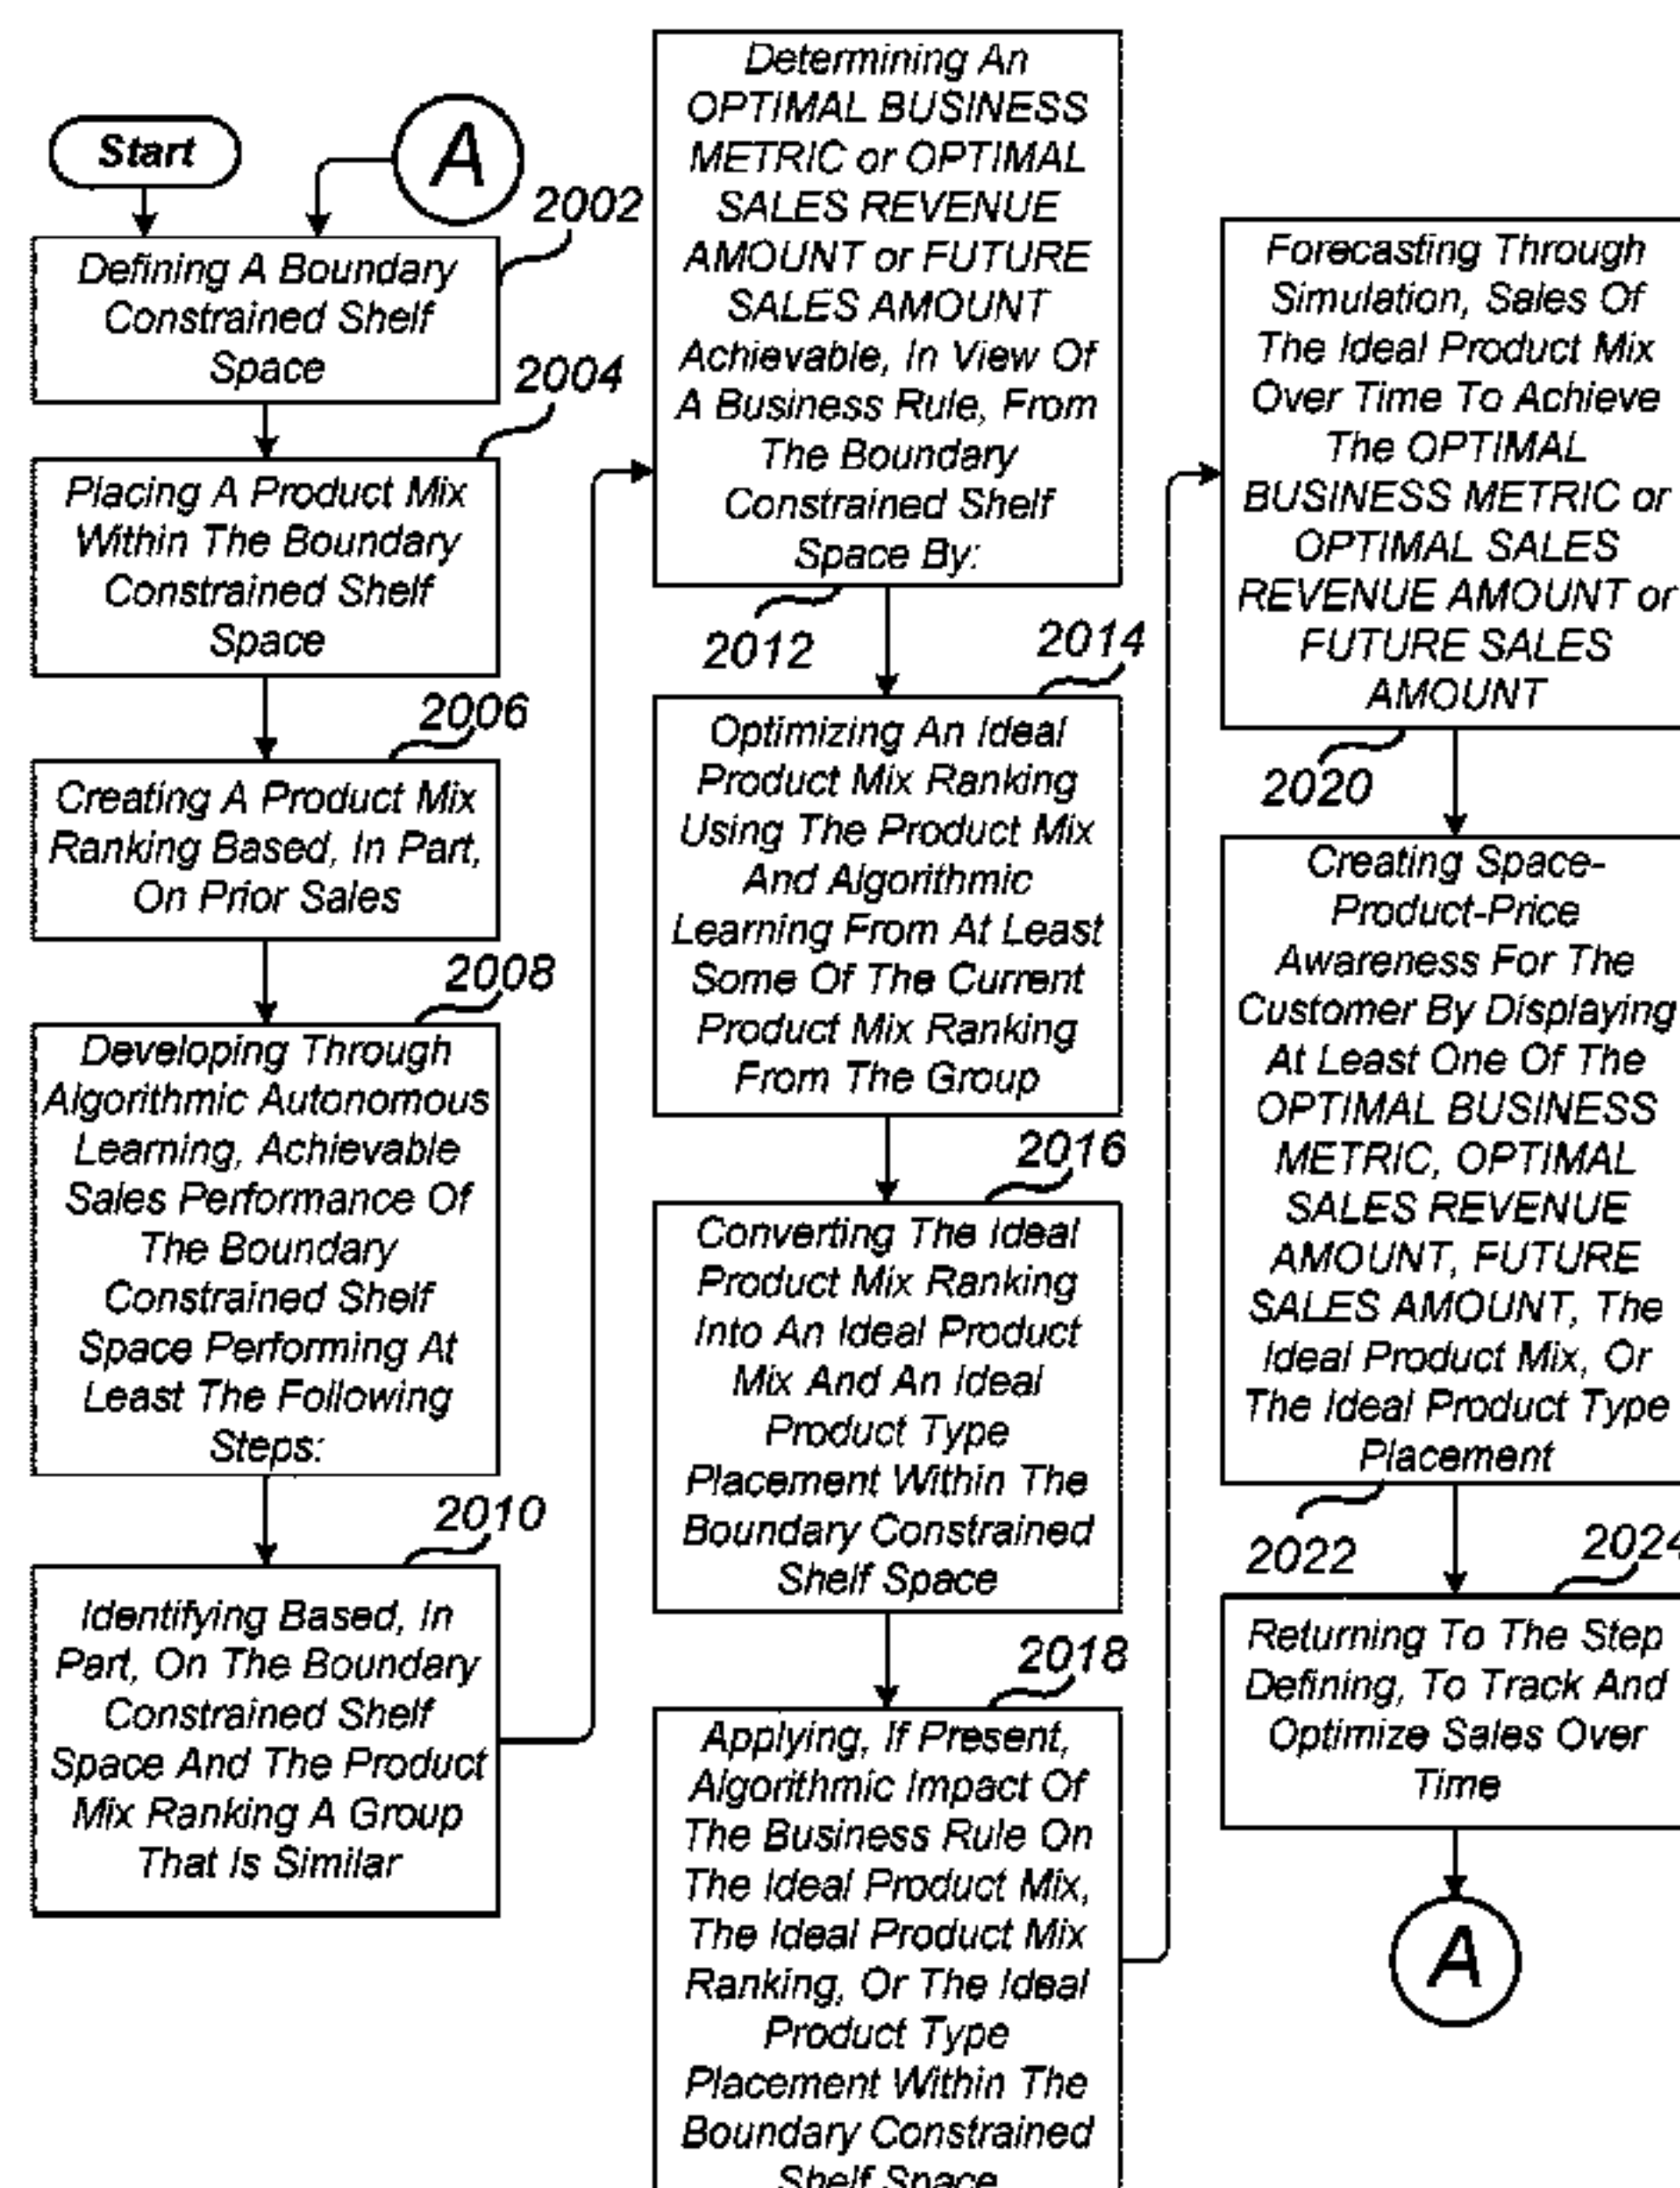 Start
A
2002
Defining A Boundary
Constrained Shelf
Space
2004
Placing A Product Mix
Within The Boundary
Constrained Shelf
Space
2006
Creating A Product Mix
Ranking Based, In Part,
On Prior Sales
2008
Developing Through
Algorithmic Autonomous
Learning, Achievable
Sales Performance Of
The Boundary
Constrained Shelf
Space Performing At
Least The Following
Steps:
2010
Identifying Based, In
Part, On The Boundary
Constrained Shelf
Space And The Product
Mix Ranking A Group
That Is Similar
Determining An
OPTIMAL BUSINESS
METRIC or OPTIMAL
SALES REVENUE
AMOUNT or FUTURE
SALES AMOUNT
Achievable, In View Of
A Business Rule, From
The Boundary
Constrained Shelf
Space By:
2012
2014
Optimizing An Ideal
Product Mix Ranking
Using The Product Mix
And Algorithmic
Learning From At Least
Some Of The Current
Product Mix Ranking
From The Group
2016
Converting The Ideal
Product Mix Ranking
Into An Ideal Product
Mix And An Ideal
Product Type
Placement Within The
Boundary Constrained
Shelf Space
2018
Applying, If Present,
Algorithmic Impact Of
The Business Rule On
The Ideal Product Mix,
The Ideal Product Mix
Ranking, Or The Ideal
Product Type
Placement Within The
Boundary Constrained
Shelf Space
Forecasting Through
Simulation, Sales Of
The Ideal Product Mix
Over Time To Achieve
The OPTIMAL
BUSINESS METRIC or
OPTIMAL SALES
REVENUE AMOUNT or
FUTURE SALES
AMOUNT
2020
Creating Space-
Product-Price
Awareness For The
Customer By Displaying
At Least One Of The
OPTIMAL BUSINESS
METRIC, OPTIMAL
SALES REVENUE
AMOUNT, FUTURE
SALES AMOUNT, The
Ideal Product Mix, Or
The Ideal Product Type
Placement
2022
2024
Returning To The Step
Defining, To Track And
Optimize Sales Over
Time
A